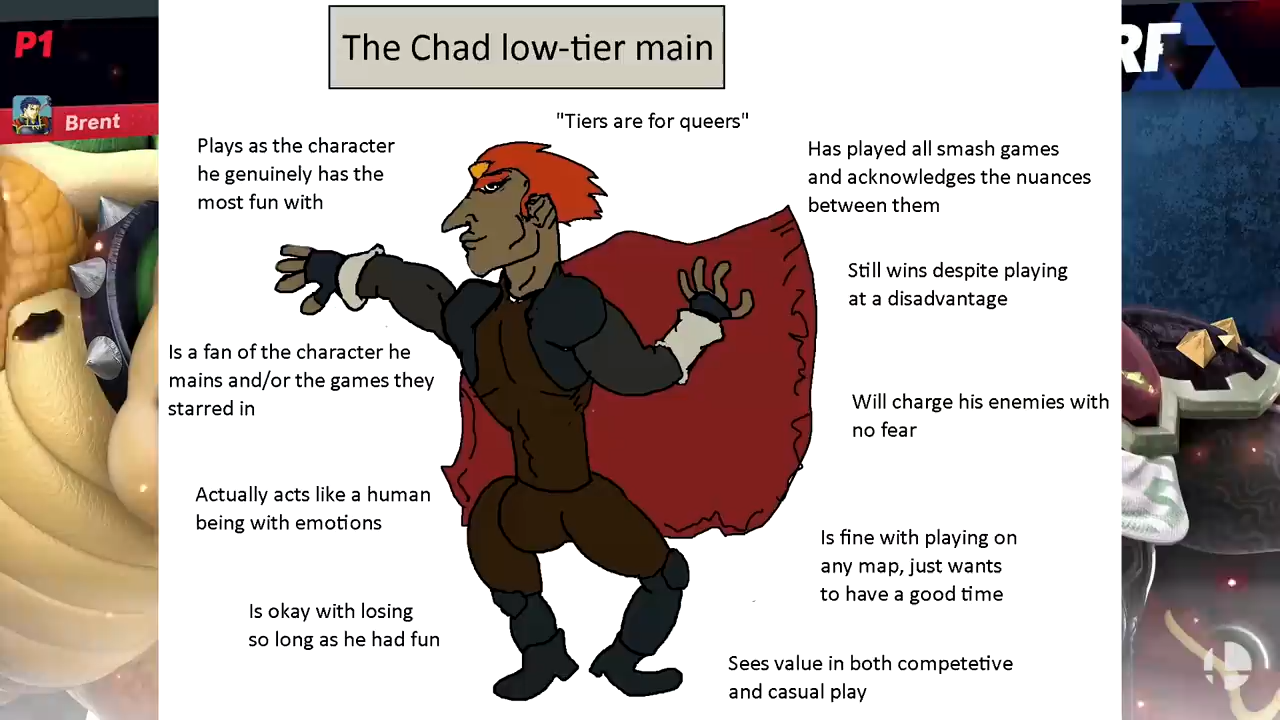 P1
RF
Brent
The Chad low-tier main
"Tiers are for queers"
Plays as the character
he genuinely has the
most fun with
Has played all smash games
and acknowledges the nuances
between them
Still wins despite playing
at a disadvantage
Is a fan of the character he
mains and/or the games they
starred in
Will charge his enemies with
no fear
Actually acts like a human
being with emotions
Is fine with playing on
any map, just wants
to have a good time
Is okay with losing
so long as he had fun
Sees value in both competetive
and casual play